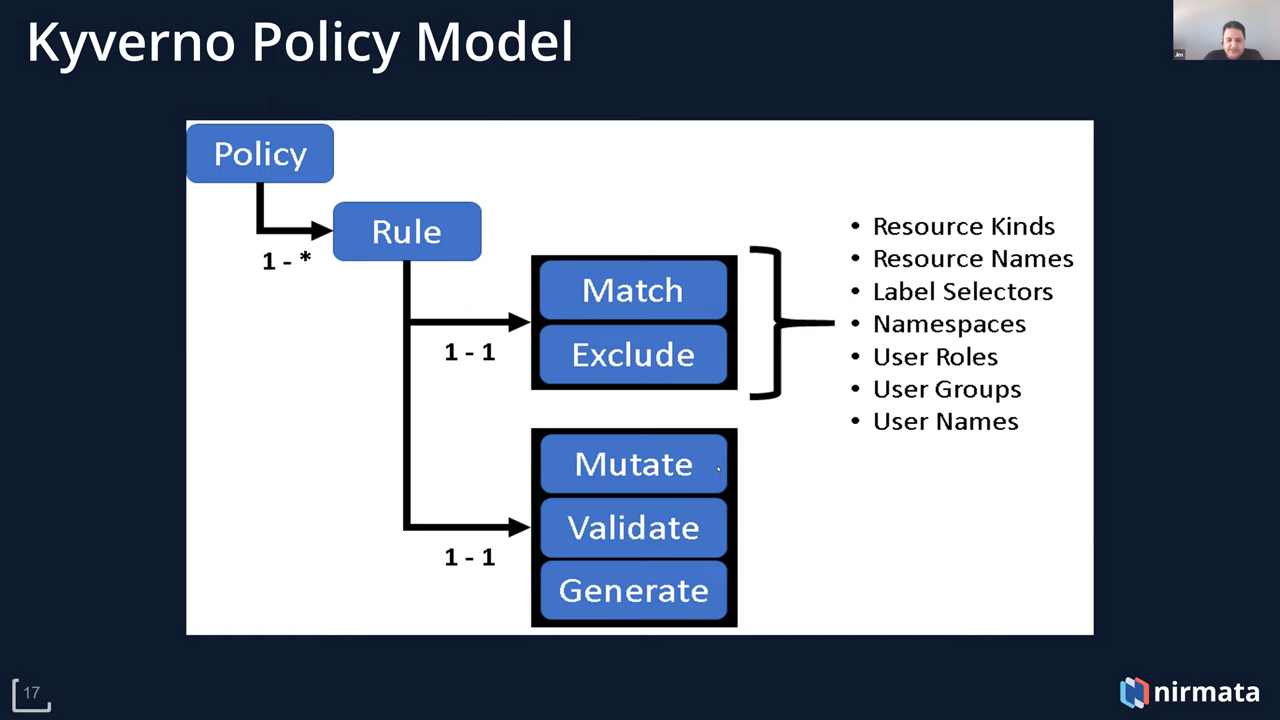 Kyverno Policy Model
Jm
Policy
1 - *
Rule
1 - 1
Match
Exclude
• Resource Kinds
• Resource Names
• Label Selectors
• Namespaces
• User Roles
• User Groups
• User Names
1 - 1
Mutate
Validate
Generate
17
nirmata